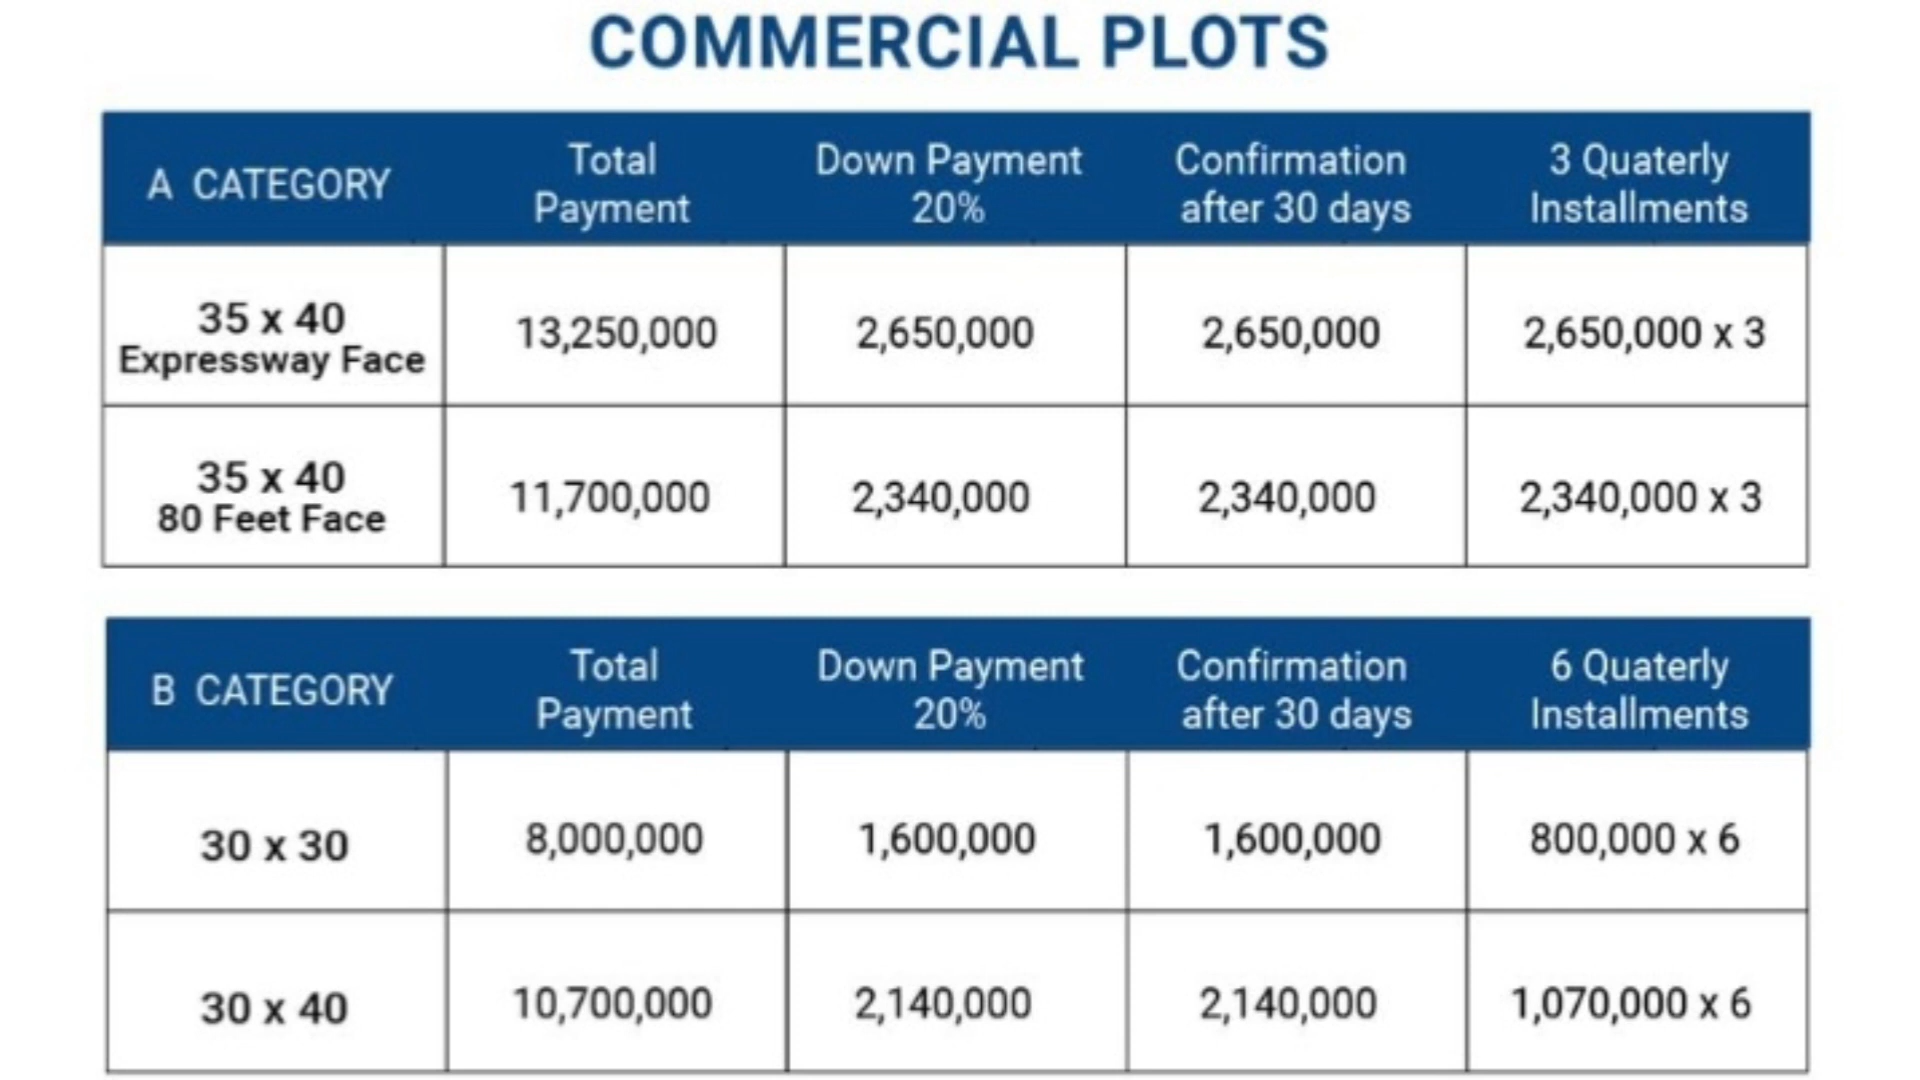 COMMERCIAL PLOTS
A CATEGORY
Total
Payment
Down Payment
20%
Confirmation
after 30 days
3 Quaterly
Installments
35 x 40
Expressway Face
13,250,000
2,650,000
2,650,000
2,650,000 x 3
35 x 40
80 Feet Face
11,700,000
2,340,000
2,340,000
2,340,000 x 3
B CATEGORY
Total
Payment
Down Payment
20%
Confirmation
after 30 days
6 Quaterly
Installments
30 x 30
8,000,000
1,600,000
1,600,000
800,000 x 6
30 x 40
10,700,000
2,140,000
2,140,000
1,070,000 x 6